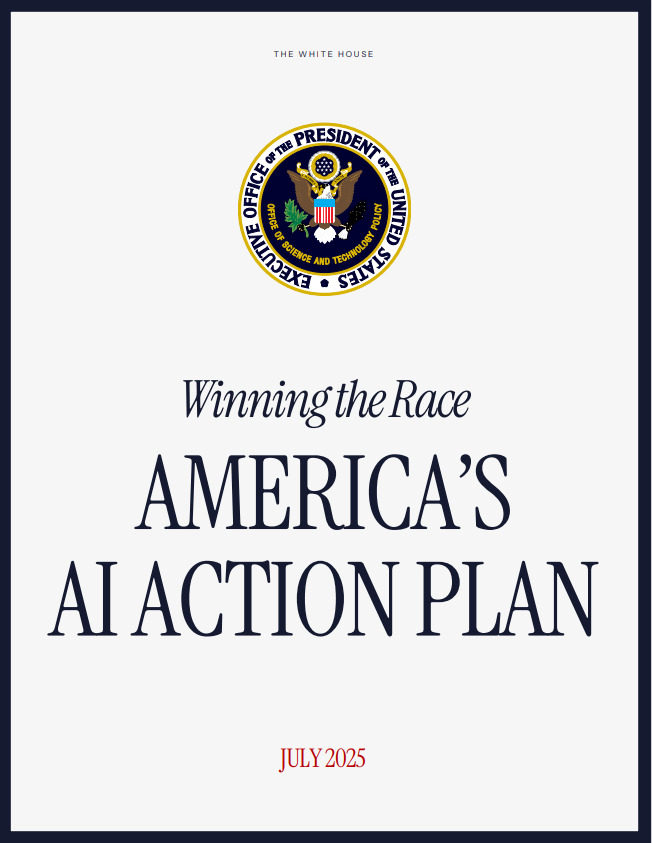 THE WHITE HOUSE
EXECUTIVE OFFICE OF THE PRESIDENT OF THE UNITED STATES
OFFICE OF SCIENCE AND TECHNOLOGY POLICY
Winning the Race
AMERICA’S
AI ACTION PLAN
JULY 2025